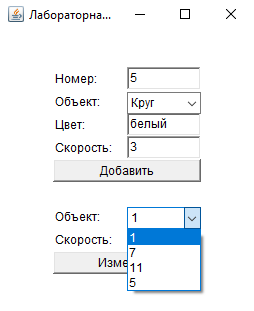 Лабораторна...
Номер: 5
Объект: Круг
Цвет: белый
Скорость: 3
Добавить
Объект: 1
Скорость: 1
7
Изме 11
5